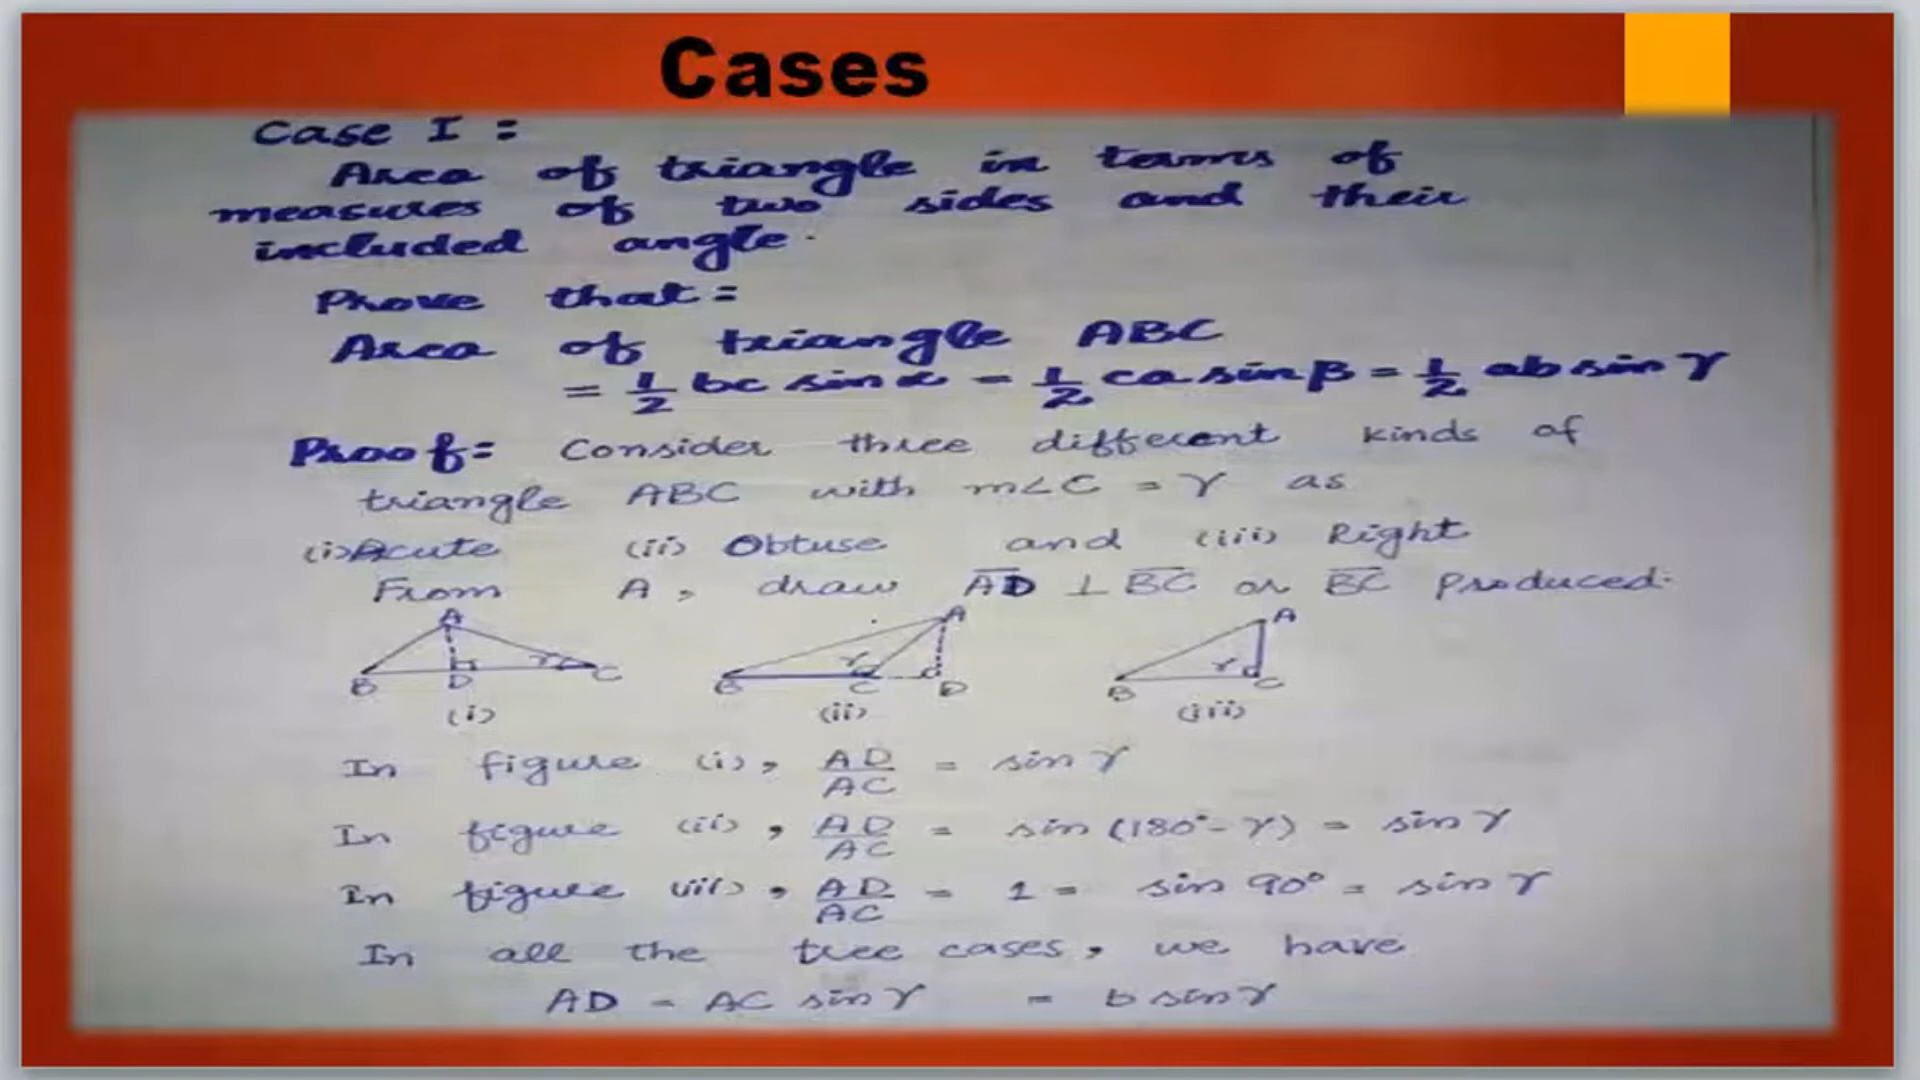 Cases
Case I :
Area of triangle in terms of
measures of two sides and their
included angle.
Prove that:
Area of triangle ABC
= 1/2 bc sin α = 1/2 ca sin β = 1/2 ab sin γ
Proof: Consider three different kinds of
triangle ABC with m∠C = γ as
(i) Acute (ii) Obtuse and (iii) Right
From A, draw A̅D̅ ⊥ B̅C̅ or B̅C̅ produced.
A A A
B D γ C B γ C D B γ C
(i) (ii) (iii)
In figure (i), AD/AC = sin γ
In figure (ii), AD/AC = sin (180° - γ) = sin γ
In figure (iii), AD/AC = 1 = sin 90° = sin γ
In all the tree cases, we have
AD = AC sin γ = b sin γ